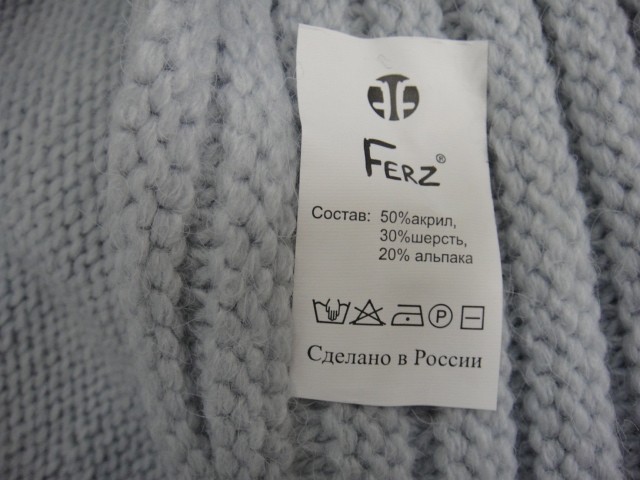 FERZ®
Состав: 50%акрил,
30%шерсть,
20% альпака
P
Сделано в России